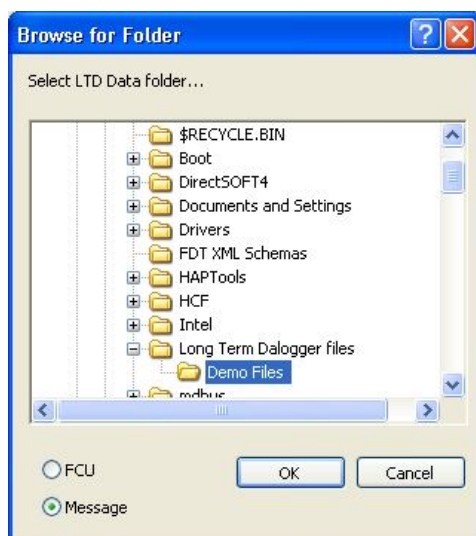 Browse for Folder
Select LTD Data folder...
$RECYCLE.BIN
Boot
DirectSOFT4
Documents and Settings
Drivers
FDT XML Schemas
HAPTools
HCF
Intel
Long Term Dalogger files
Demo Files
mdbus
FCU
OK
Cancel
Message